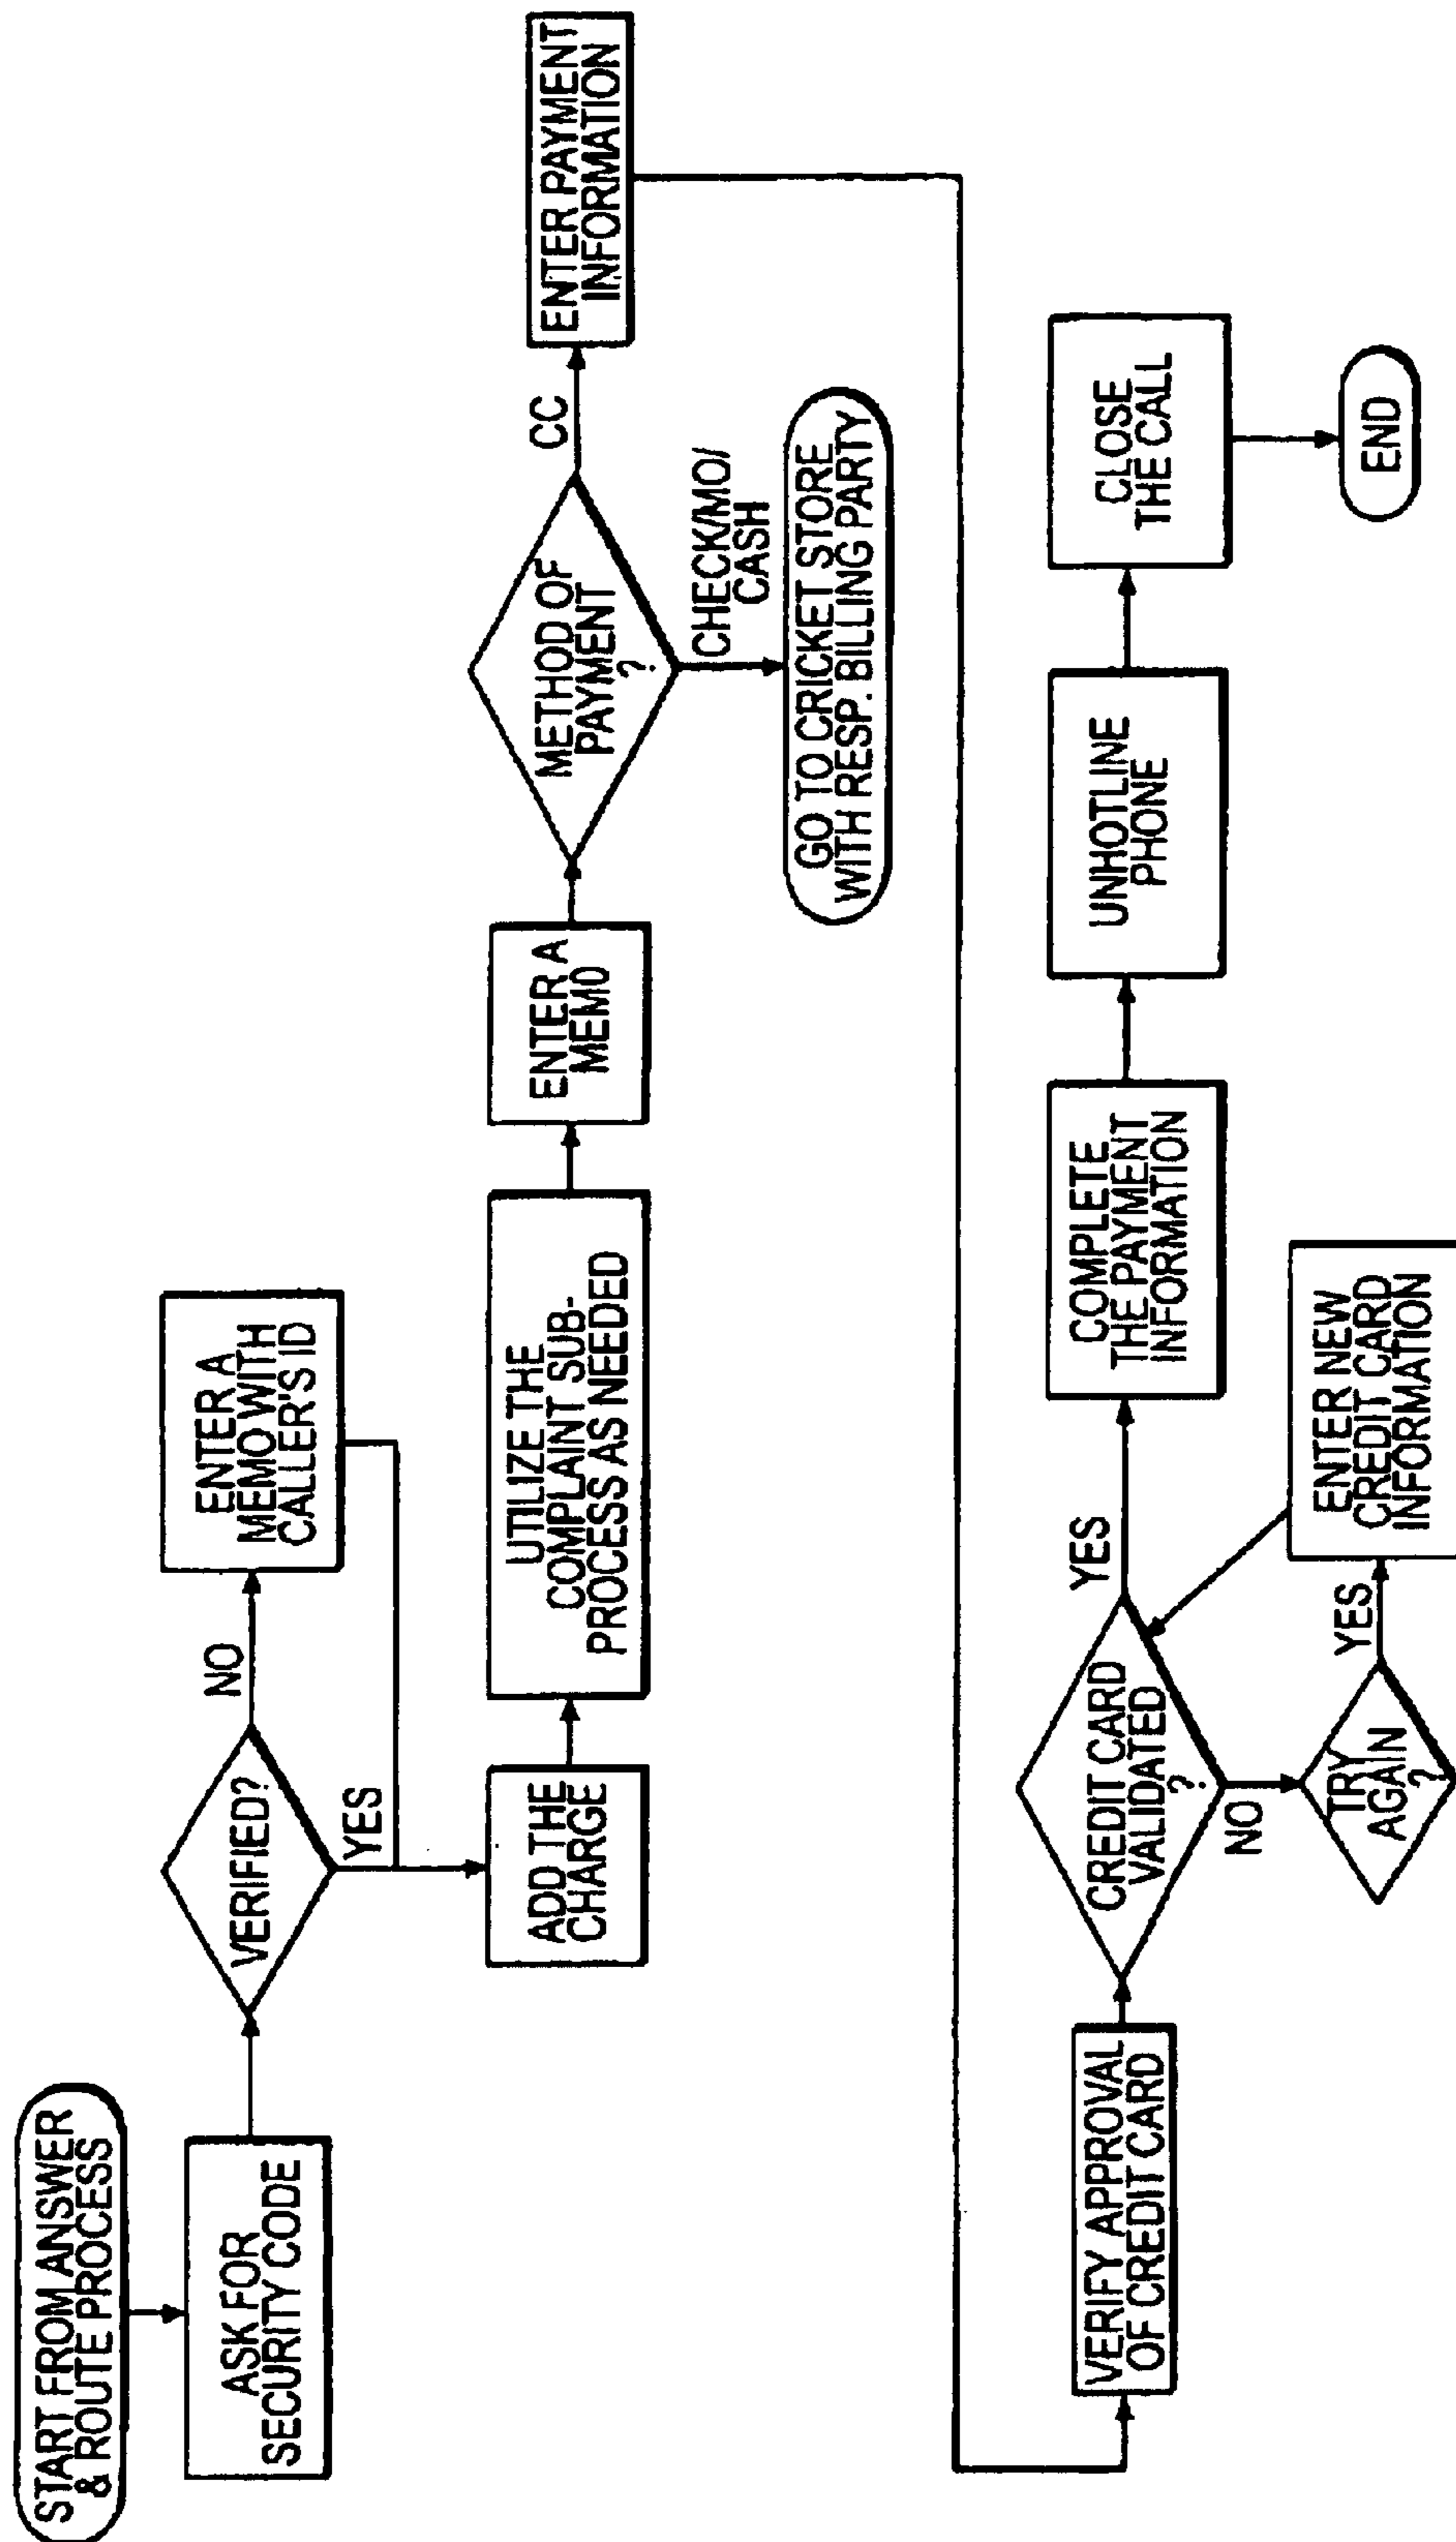 START FROM ANSWER
& ROUTE PROCESS
ASK FOR
SECURITY CODE
VERIFIED?
NO
ENTER A
MEMO WITH
CALLER'S ID
YES
ADD THE
CHARGE
UTILIZE THE
COMPLAINT SUB-
PROCESS AS NEEDED
ENTER A
MEMO
METHOD OF
PAYMENT
?
CC
ENTER PAYMENT
INFORMATION
CHECK/MO/
CASH
GO TO CRICKET STORE
WITH RESP. BILLING PARTY
VERIFY APPROVAL
OF CREDIT CARD
CREDIT CARD
VALIDATED
?
YES
COMPLETE
THE PAYMENT
INFORMATION
UNHOTLINE
PHONE
CLOSE
THE CALL
END
NO
TRY
AGAIN
?
YES
ENTER NEW
CREDIT CARD
INFORMATION